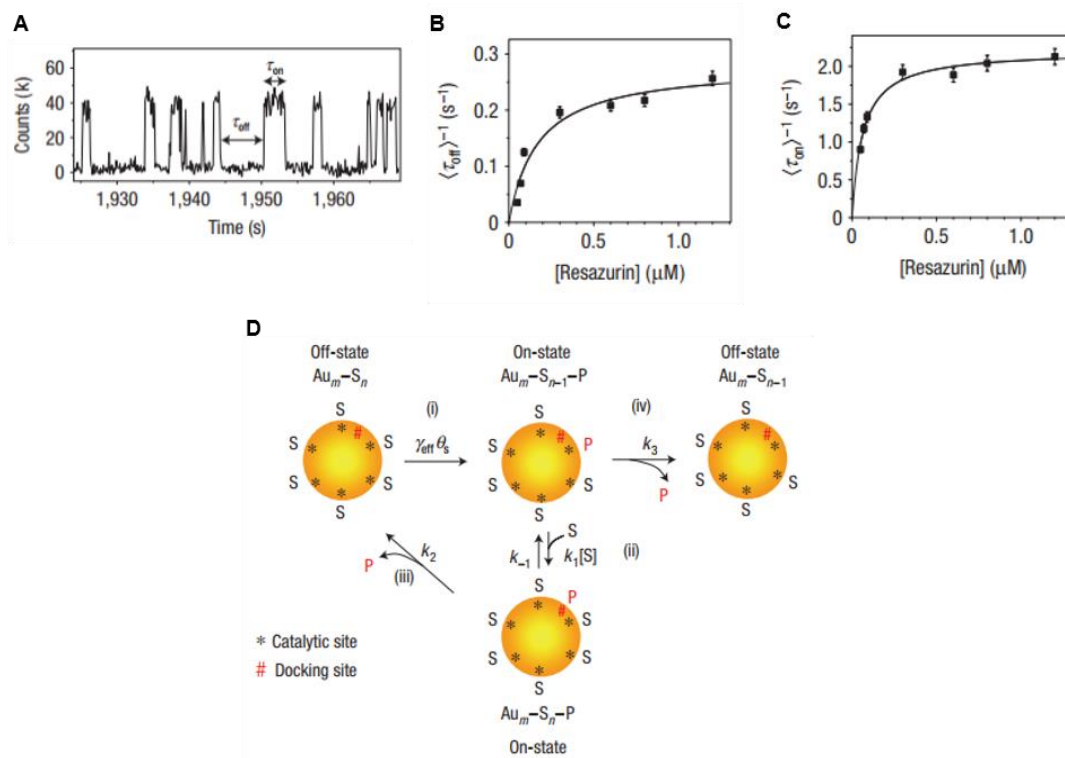 A
Counts (k)
60
40
20
0
τon
τoff
1,930
1,940
1,950
1,960
Time (s)
B
⟨τoff⟩⁻¹ (s⁻¹)
0.3
0.2
0.1
0
0
0.6
1.0
[Resazurin] (μM)
C
⟨τon⟩⁻¹ (s⁻¹)
2.0
1.5
1.0
0.5
0
0
0.6
1.0
[Resazurin] (μM)
D
Off-state
Auₘ–Sₙ
On-state
Auₘ–Sₙ₋₁–P
Off-state
Auₘ–Sₙ₋₁
S
S
S
S
S
S
#
(i)
γeff θs
S
S
S
S
S
#
P
(iv)
k₃
P
S
S
S
S
S
#
k₋₁
S
k₁[S]
(ii)
P
k₂
(iii)
S
S
S
S
S
S
P
#
* Catalytic site
# Docking site
Auₘ–Sₙ–P
On-state